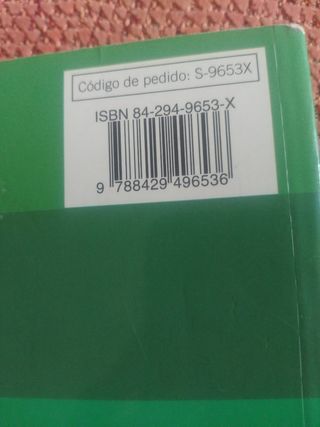 Código de pedido: S-9653X
ISBN 84-294-9653-X
9 788429 496536